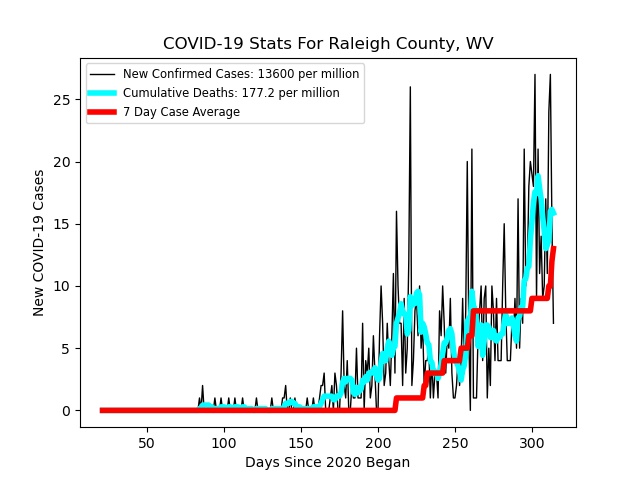 COVID-19 Stats For Raleigh County, WV
New Confirmed Cases: 13600 per million
Cumulative Deaths: 177.2 per million
7 Day Case Average
New COVID-19 Cases
25
20
15
10
5
0
50 100 150 200 250 300
Days Since 2020 Began